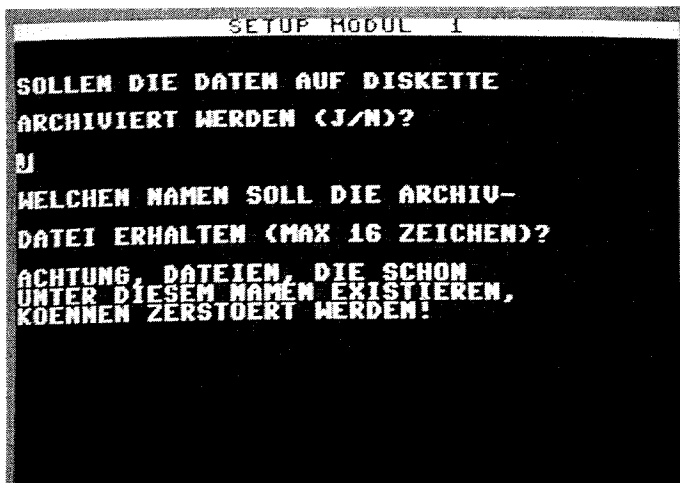 SETUP MODUL 1
SOLLEN DIE DATEN AUF DISKETTE
ARCHIVIERT WERDEN (J/N)?
J
WELCHEN NAMEN SOLL DIE ARCHIV-
DATEI ERHALTEN (MAX 16 ZEICHEN)?
ACHTUNG, DATEIEN, DIE SCHON
UNTER DIESEM NAMEN EXISTIEREN,
KOENNEN ZERSTOERT WERDEN!